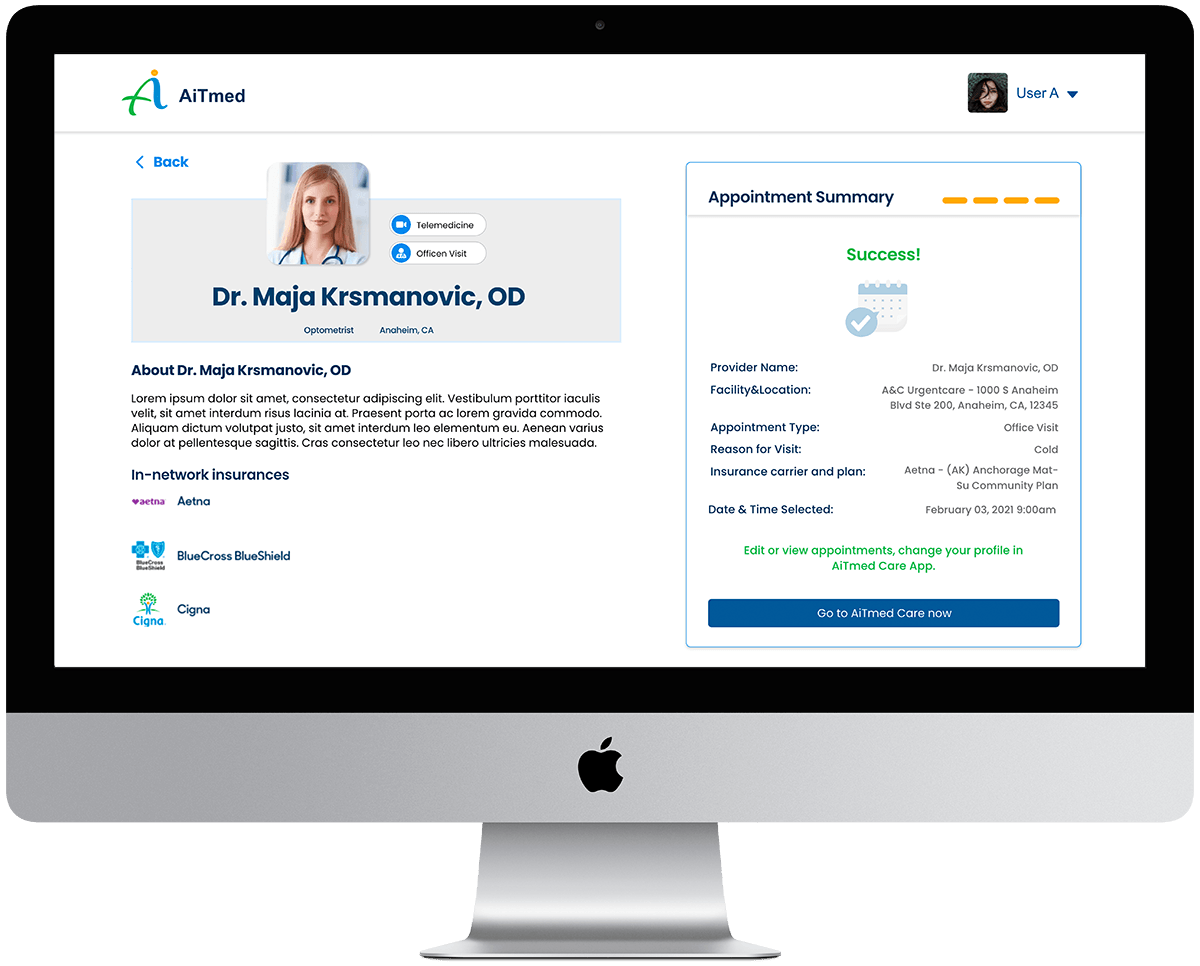 AiTmed
User A
Back
Telemedicine
Officen Visit
Dr. Maja Krsmanovic, OD
Optometrist Anaheim, CA
About Dr. Maja Krsmanovic, OD
Lorem ipsum dolor sit amet, consectetur adipiscing elit. Vestibulum porttitor iaculis
velit, sit amet interdum risus lacinia at. Praesent porta ac lorem gravida commodo.
Aliquam dictum volutpat justo, sit amet interdum leo elementum eu. Aenean varius
dolor at pellentesque sagittis. Cras consectetur leo nec libero ultricies malesuada.
In-network insurances
aetna Aetna
BlueCross
BlueShield
BlueCross BlueShield
Cigna. Cigna
Appointment Summary
Success!
Provider Name: Dr. Maja Krsmanovic, OD
Facility&Location: A&C Urgentcare - 1000 S Anaheim
Blvd Ste 200, Anaheim, CA, 12345
Appointment Type: Office Visit
Reason for Visit: Cold
Insurance carrier and plan: Aetna - (AK) Anchorage Mat-
Su Community Plan
Date & Time Selected: February 03, 2021 9:00am
Edit or view appointments, change your profile in
AiTmed Care App.
Go to AiTmed Care now